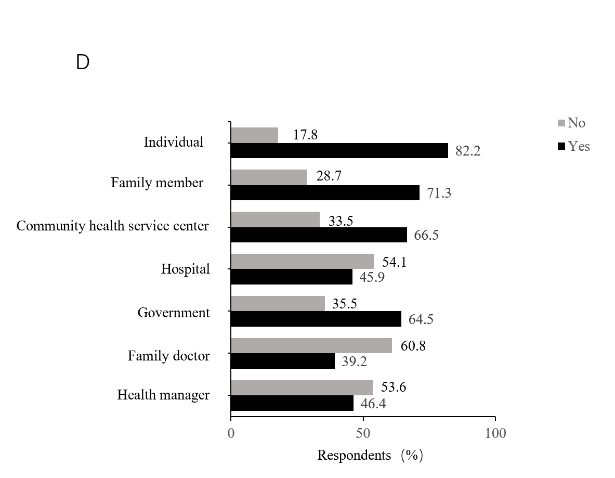 D
No
Yes
Individual
17.8
82.2
Family member
28.7
71.3
Community health service center
33.5
66.5
Hospital
54.1
45.9
Government
35.5
64.5
Family doctor
60.8
39.2
Health manager
53.6
46.4
0 50 100
Respondents （%）